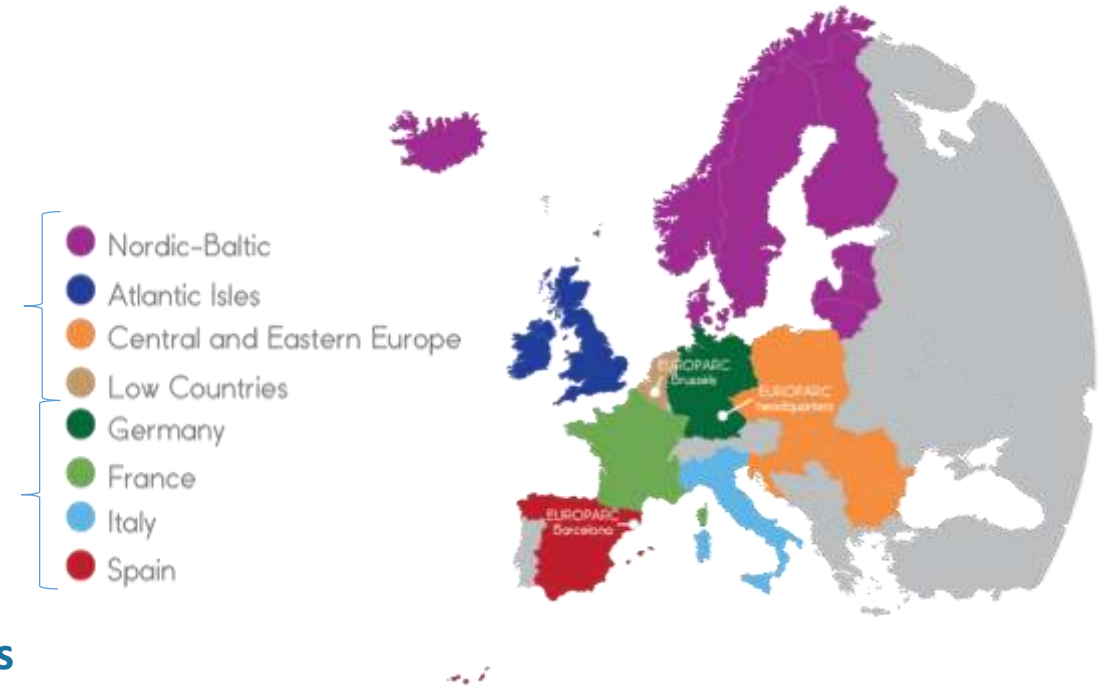 Nordic-Baltic
Atlantic Isles
Central and Eastern Europe
Low Countries
Germany
France
Italy
Spain
EUROPARC
Brussels
EUROPARC
headquarters
EUROPARC
Barcelona
s